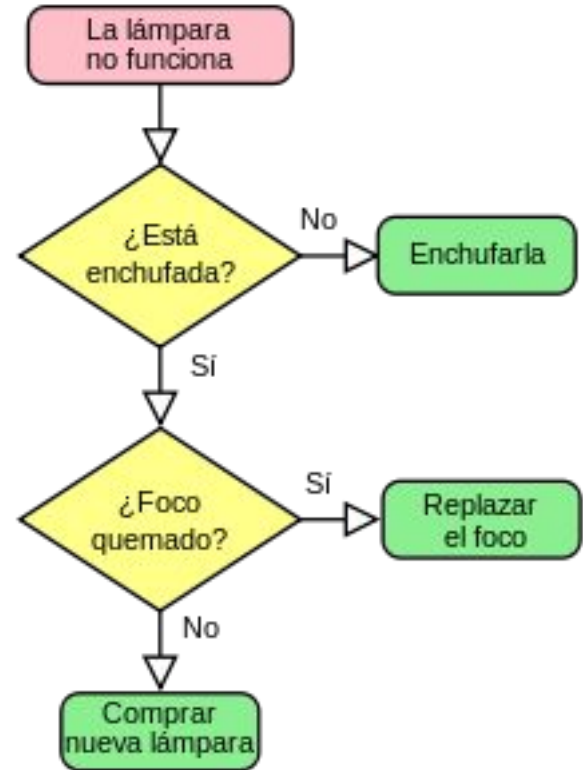 La lámpara
no funciona
¿Está
enchufada?
No
Enchufarla
Sí
¿Foco
quemado?
Sí
Replazar
el foco
No
Comprar
nueva lámpara